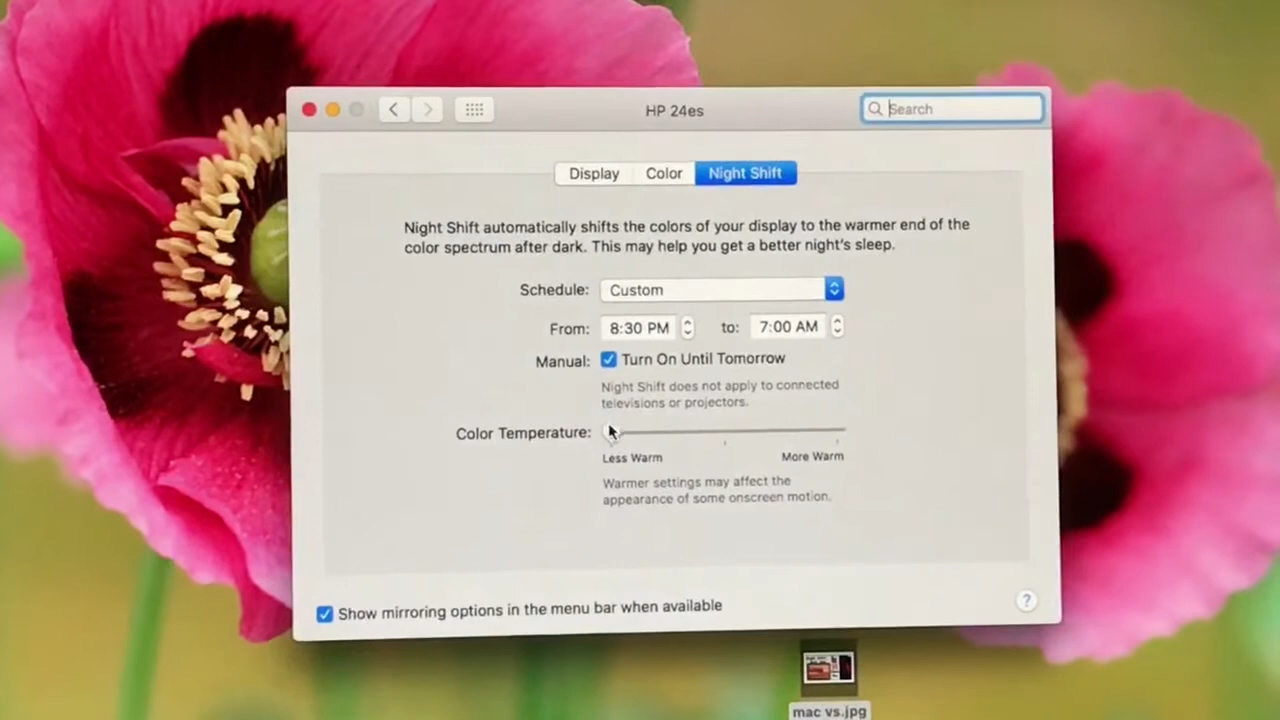 HP 24es
Search
Display Color Night Shift
Night Shift automatically shifts the colors of your display to the warmer end of the
color spectrum after dark. This may help you get a better night's sleep.
Schedule: Custom
From: 8:30 PM to: 7:00 AM
Manual: Turn On Until Tomorrow
Night Shift does not apply to connected
televisions or projectors.
Color Temperature:
Less Warm More Warm
Warmer settings may affect the
appearance of some onscreen motion.
Show mirroring options in the menu bar when available
?
mac vs.jpg